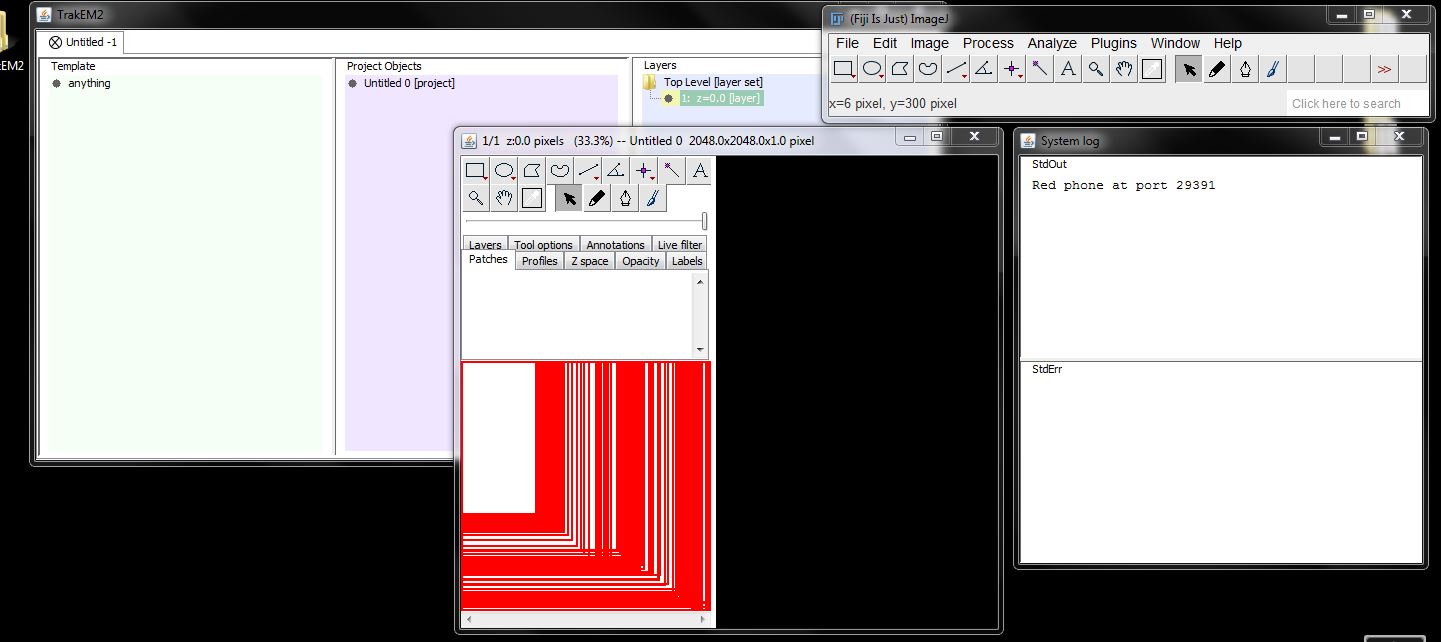 TrakEM2
Untitled -1
Template
anything
Project Objects
Untitled 0 [project]
Layers
Top Level [layer set]
1: z=0.0 [layer]
EM2
(Fiji Is Just) ImageJ
File Edit Image Process Analyze Plugins Window Help
A >>
x=6 pixel, y=300 pixel
Click here to search
1/1 z:0.0 pixels (33.3%) -- Untitled 0 2048.0x2048.0x1.0 pixel
A
Layers Tool options Annotations Live filter
Patches Profiles Z space Opacity Labels
System log
StdOut
Red phone at port 29391
StdErr